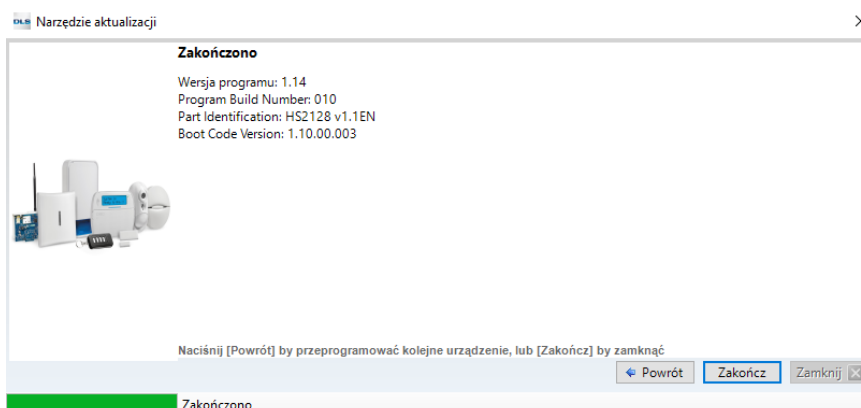 DLS Narzędzie aktualizacji
Zakończono
Wersja programu: 1.14
Program Build Number: 010
Part Identification: HS2128 v1.1EN
Boot Code Version: 1.10.00.003
Naciśnij [Powrót] by przeprogramować kolejne urządzenie, lub [Zakończ] by zamknąć
Powrót Zakończ Zamknij
Zakończono